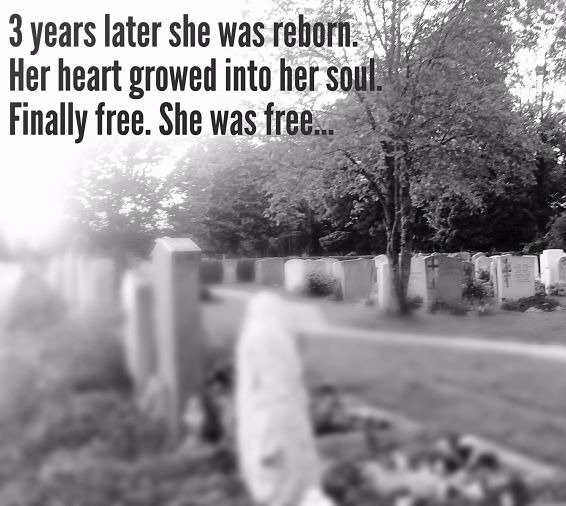 3 years later she was reborn.
Her heart growed into her soul.
Finally free. She was free...